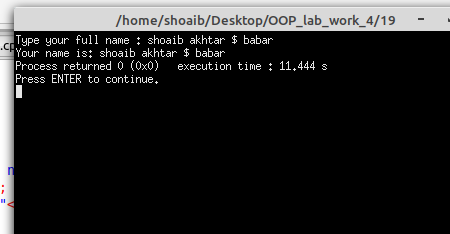 /home/shoaib/Desktop/OOP_lab_work_4/19
.cp
Type your full name : shoaib akhtar $ babar
Your name is: shoaib akhtar $ babar
Process returned 0 (0x0)   execution time : 11.444 s
Press ENTER to continue.
n
;
"<